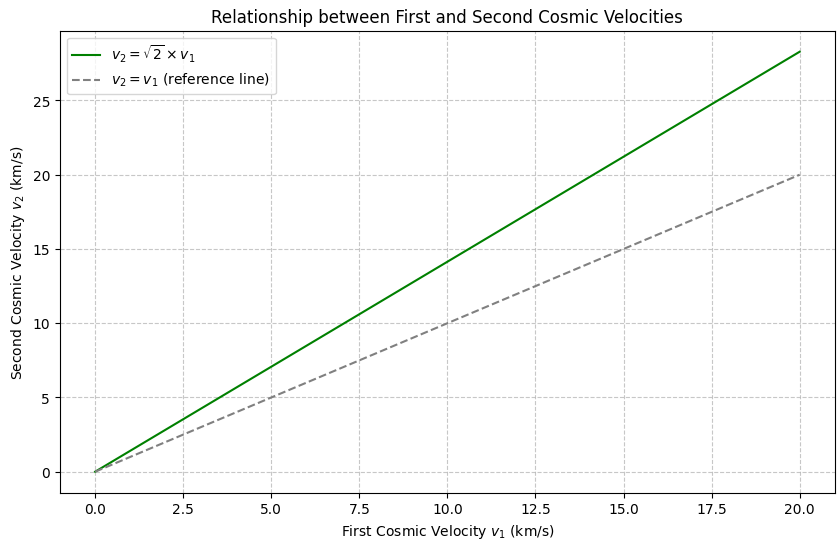 Relationship between First and Second Cosmic Velocities
v₂ = √2 × v₁
v₂ = v₁ (reference line)
Second Cosmic Velocity v₂ (km/s)
25
20
15
10
5
0
0.0 2.5 5.0 7.5 10.0 12.5 15.0 17.5 20.0
First Cosmic Velocity v₁ (km/s)